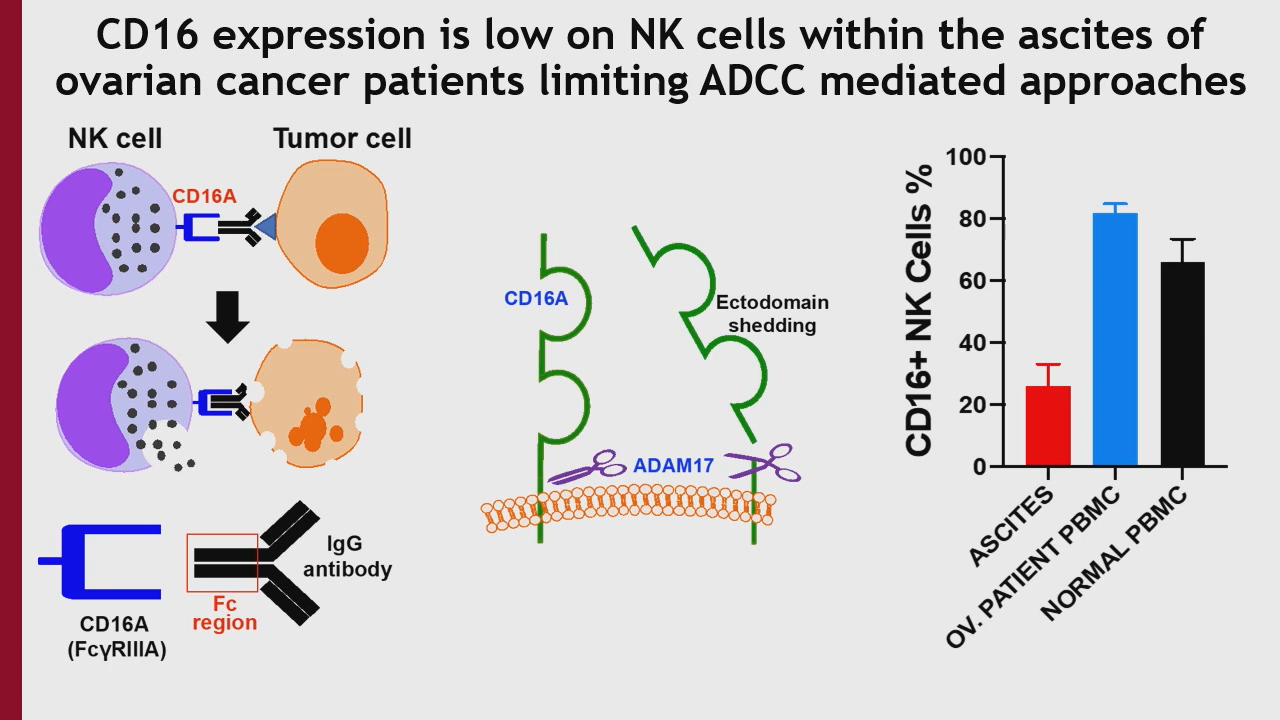 CD16 expression is low on NK cells within the ascites of
ovarian cancer patients limiting ADCC mediated approaches
NK cell
Tumor cell
CD16A
CD16A
(FcγRIIIA)
Fc
region
IgG
antibody
CD16A
Ectodomain
shedding
ADAM17
CD16+ NK Cells %
100
80
60
40
20
0
ASCITES
OV. PATIENT PBMC
NORMAL PBMC